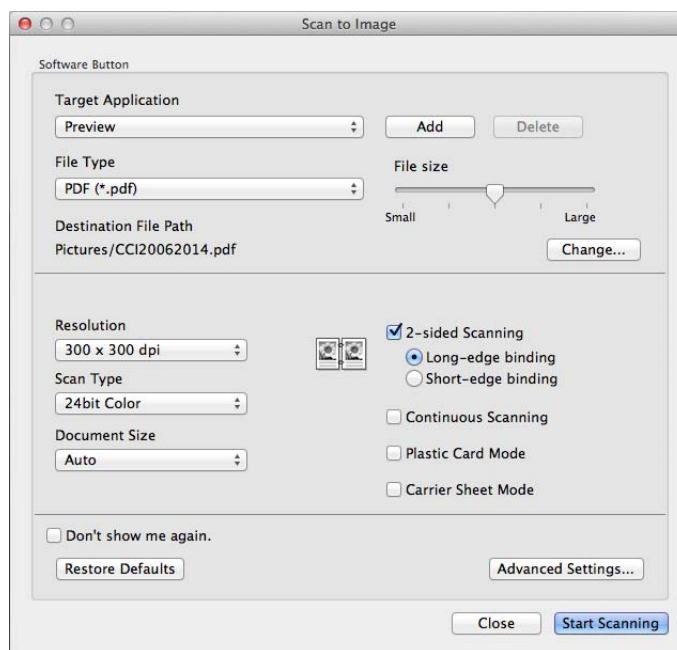 Scan to Image
Software Button
Target Application
Preview
Add
Delete
File Type
PDF (*.pdf)
File size
Small
Large
Destination File Path
Pictures/CCI20062014.pdf
Change...
Resolution
300 x 300 dpi
Scan Type
24bit Color
Document Size
Auto
2-sided Scanning
Long-edge binding
Short-edge binding
Continuous Scanning
Plastic Card Mode
Carrier Sheet Mode
Don't show me again.
Restore Defaults
Advanced Settings...
Close
Start Scanning